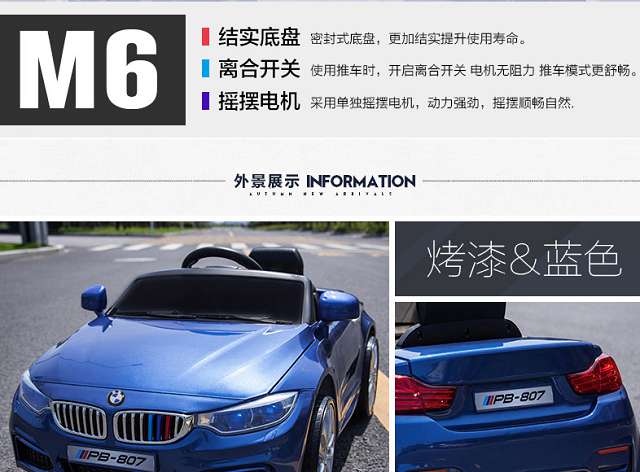 M6
结实底盘 密封式底盘，更加结实提升使用寿命。
离合开关 使用推车时，开启离合开关 电机无阻力 推车模式更舒畅。
摇摆电机 采用单独摇摆电机，动力强劲，摇摆顺畅自然.
外景展示 INFORMATION
AUTUMN NEW ARRIVALS
烤漆&蓝色
PB-807
PB-807